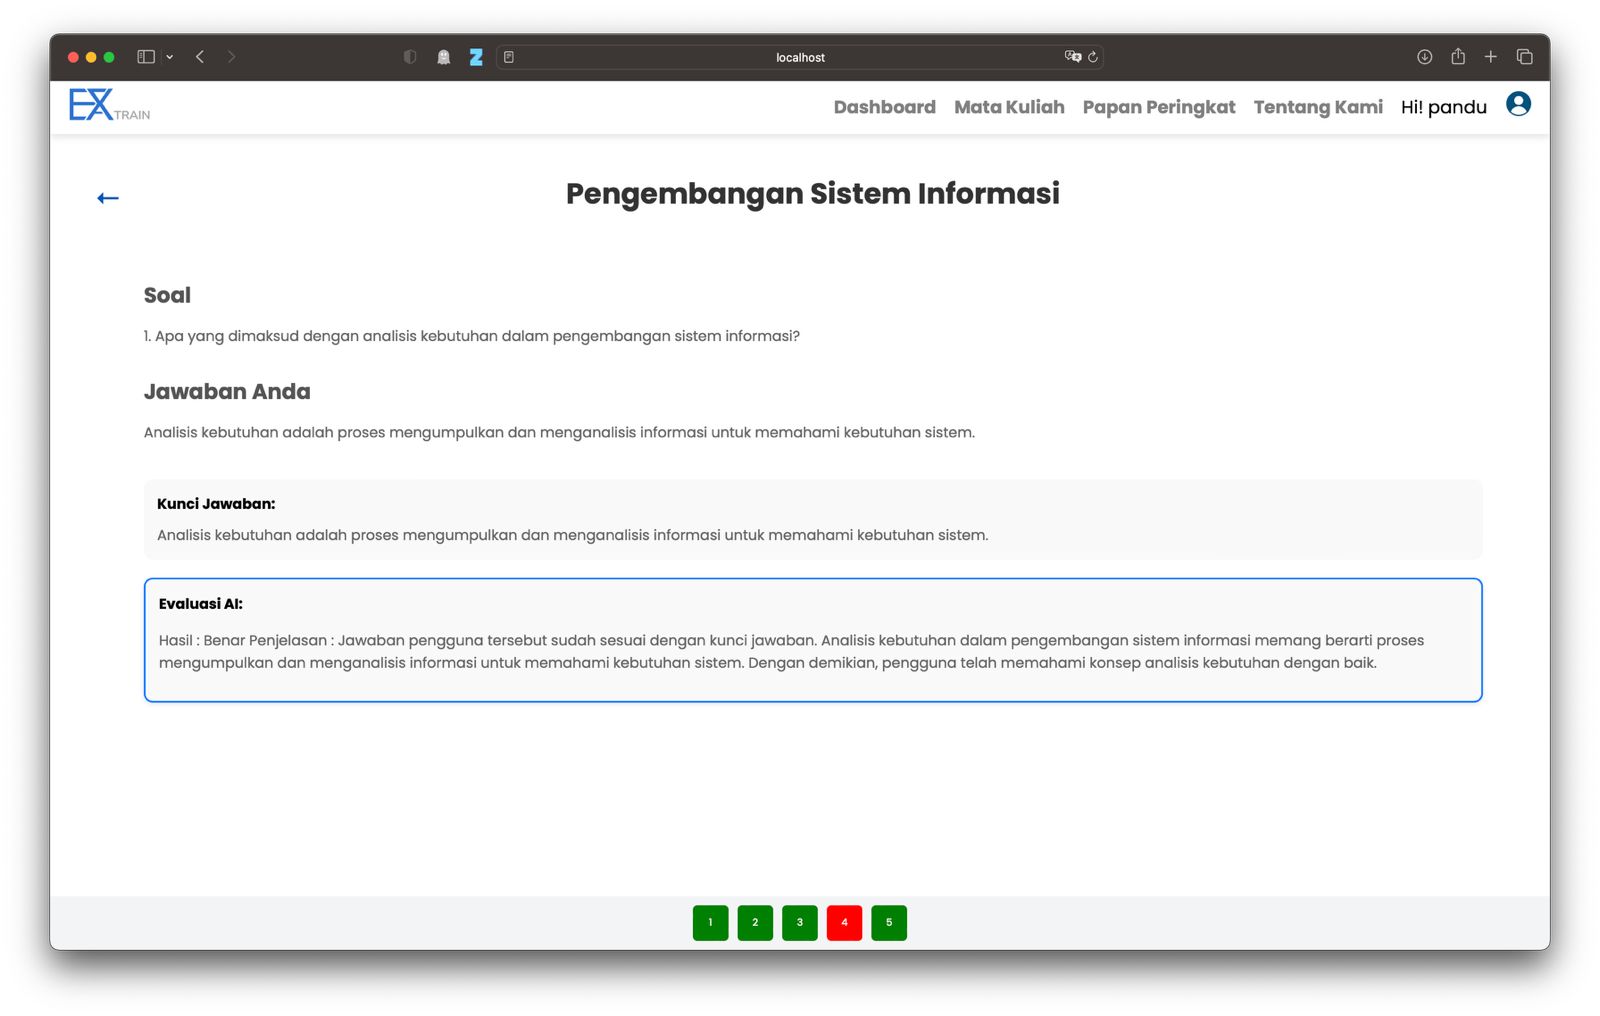 localhost
EXTRAIN
Dashboard Mata Kuliah Papan Peringkat Tentang Kami Hi! pandu
Pengembangan Sistem Informasi
Soal
1. Apa yang dimaksud dengan analisis kebutuhan dalam pengembangan sistem informasi?
Jawaban Anda
Analisis kebutuhan adalah proses mengumpulkan dan menganalisis informasi untuk memahami kebutuhan sistem.
Kunci Jawaban:
Analisis kebutuhan adalah proses mengumpulkan dan menganalisis informasi untuk memahami kebutuhan sistem.
Evaluasi AI:
Hasil : Benar Penjelasan : Jawaban pengguna tersebut sudah sesuai dengan kunci jawaban. Analisis kebutuhan dalam pengembangan sistem informasi memang berarti proses
mengumpulkan dan menganalisis informasi untuk memahami kebutuhan sistem. Dengan demikian, pengguna telah memahami konsep analisis kebutuhan dengan baik.
1 2 3 4 5